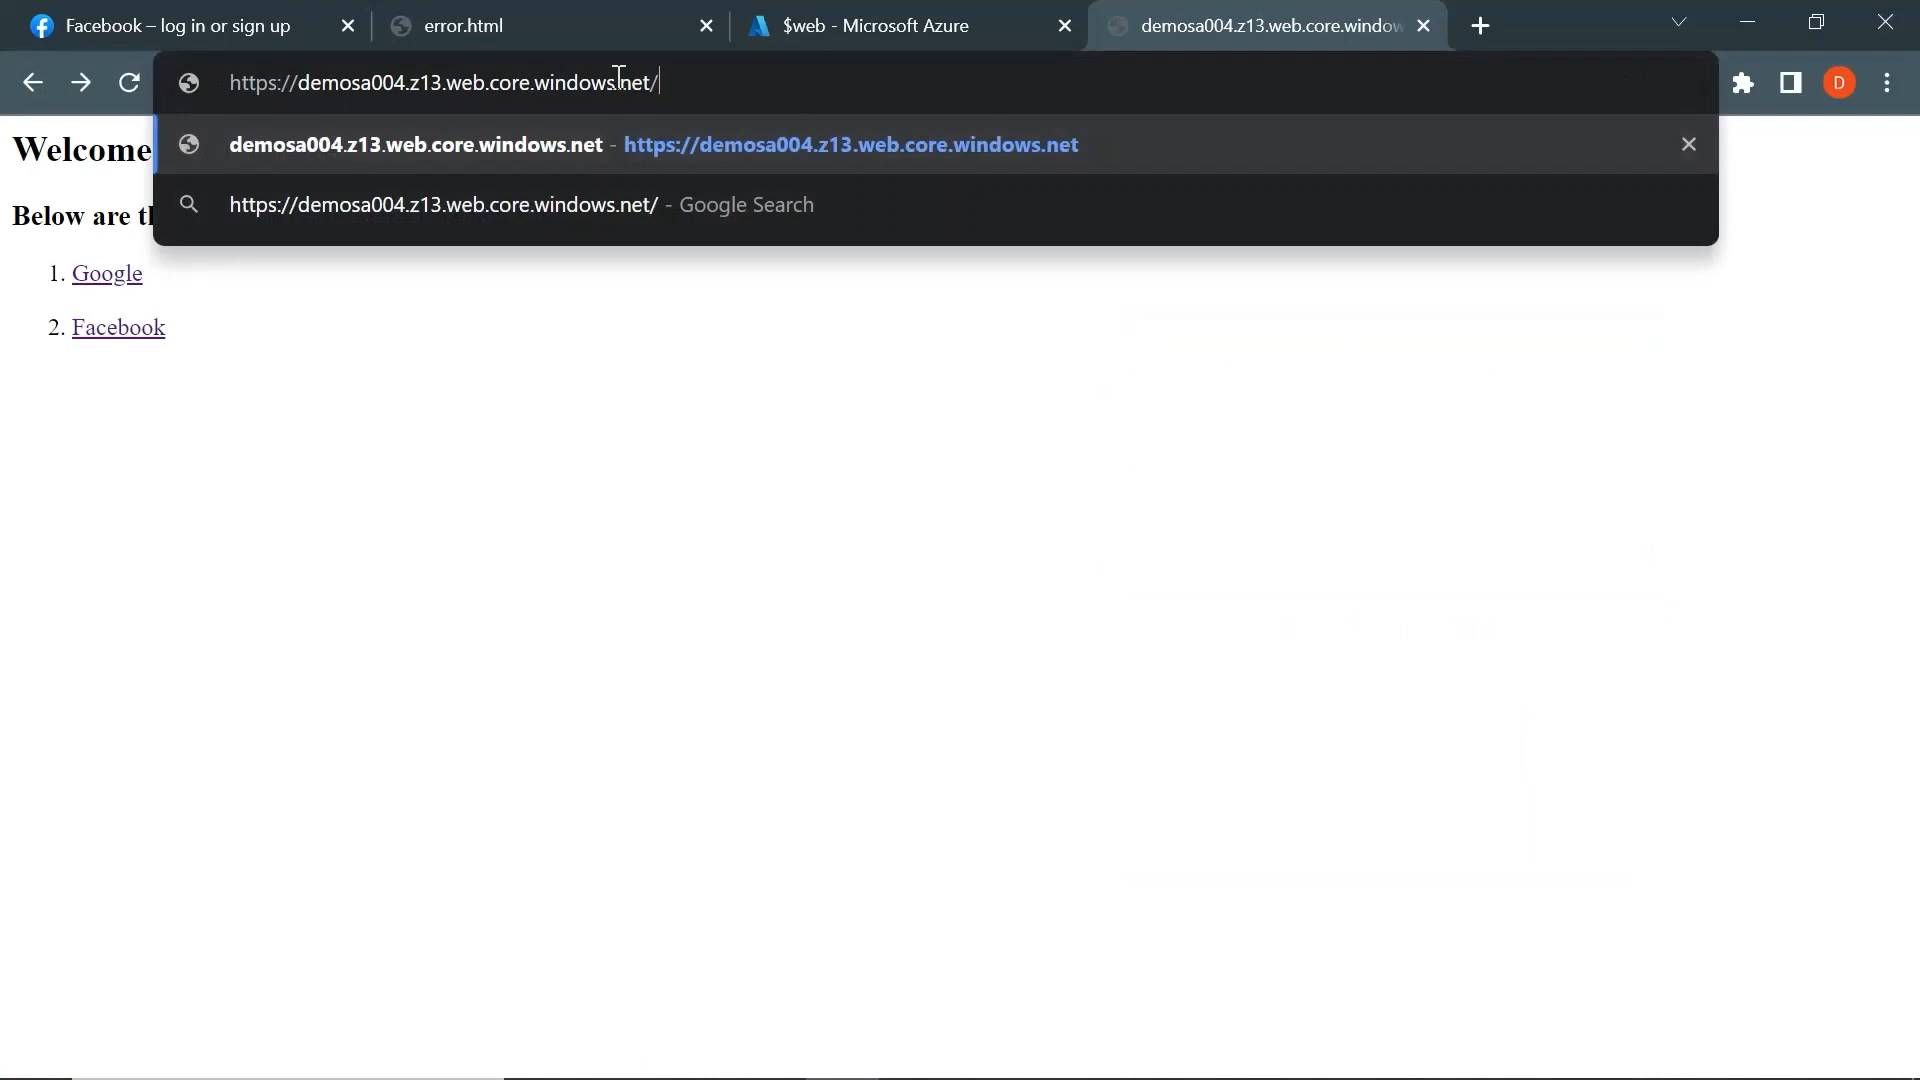 Facebook – log in or sign up
error.html
$web - Microsoft Azure
demosa004.z13.web.core.window
https://demosa004.z13.web.core.windows.net/
D
demosa004.z13.web.core.windows.net - https://demosa004.z13.web.core.windows.net
https://demosa004.z13.web.core.windows.net/ - Google Search
Welcome
Below are
1. Google
2. Facebook